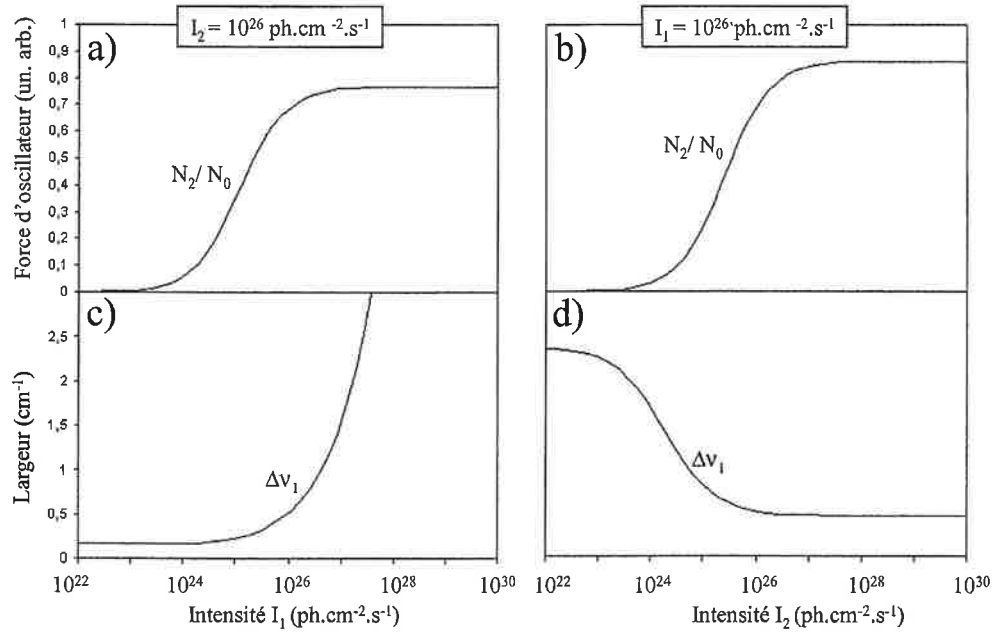 I₂ = 10²⁶ ph.cm ⁻².s⁻¹
I₁ = 10²⁶ ph.cm ⁻².s⁻¹
Force d'oscillateur (un. arb.)
a)
b)
1
0,9
0,8
0,7
0,6
0,5
0,4
0,3
0,2
0,1
0
N₂/ N₀
N₂/ N₀
Largeur (cm⁻¹)
c)
d)
2,5
2
1,5
1
0,5
0
Δν₁
Δν₁
10²² 10²⁴ 10²⁶ 10²⁸ 10³⁰
10²² 10²⁴ 10²⁶ 10²⁸ 10³⁰
Intensité I₁ (ph.cm⁻².s⁻¹)
Intensité I₂ (ph.cm⁻².s⁻¹)